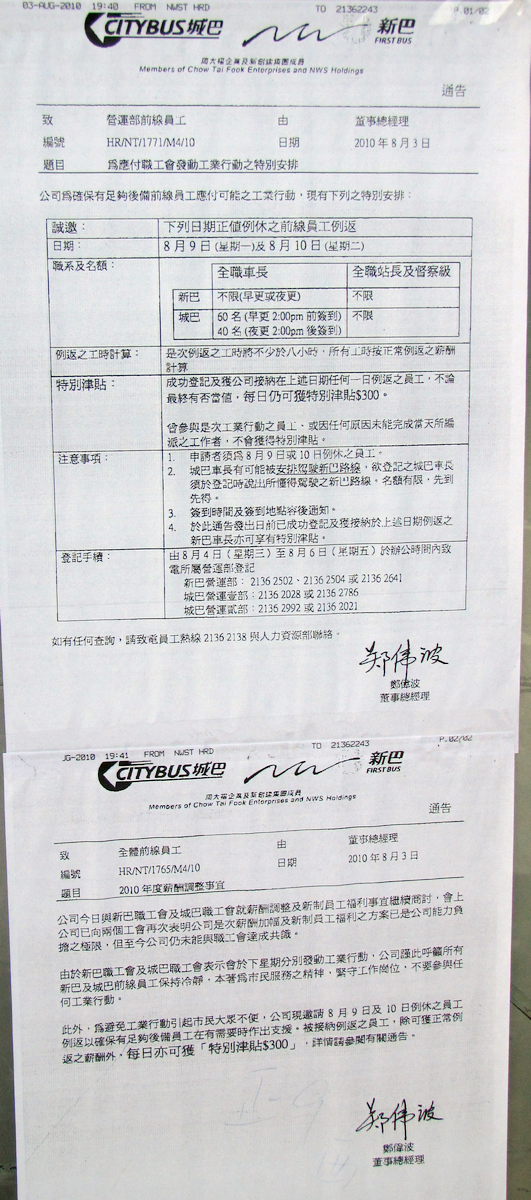 03-AUG-2010 19:40 FROM NWST HRD TO 21362243 P.01/02
CITYBUS城巴 新巴 FIRST BUS
周大福企業及新創建集團成員
Members of Chow Tai Fook Enterprises and NWS Holdings
通告
致 營運部前線員工 由 董事總經理
編號 HR/NT/1771/M4/10 日期 2010年8月3日
題目 為應付職工會發動工業行動之特別安排
公司為確保有足夠後備前線員工應付可能之工業行動，現有下列之特別安排：
誠邀： 下列日期正值例休之前線員工例返
日期： 8月9日(星期一)及8月10日(星期二)
職系及名額：
全職車長 全職站長及督察級
新巴 不限(早更或夜更) 不限
城巴 60名(早更2:00pm前簽到) 不限
40名(夜更2:00pm後簽到)
例返之工時計算： 是次例返之工時將不少於八小時，所有工時按正常例返之薪酬
計算
特別津貼： 成功登記及獲公司接納在上述日期任何一日例返之員工，不論
最終有否當值，每日仍可獲特別津貼$300。
曾參與是次工業行動之員工、或因任何原因未能完成當天所編
派之工作者，不會獲得特別津貼。
注意事項： 1. 申請者須為8月9日或10日例休之員工。
2. 城巴車長有可能被安排駕駛新巴路線，欲登記之城巴車長
須於登記時說出所懂得駕駛之新巴路線。名額有限，先到
先得。
3. 簽到時間及簽到地點容後通知。
4. 於此通告發出日前已成功登記及獲接納於上述日期例返之
新巴車長亦可享有特別津貼。
登記手續： 由8月4日（星期三）至8月6日（星期五）於辦公時間內致
電所屬營運部登記
新巴營運部：2136 2502、2136 2504 或 2136 2641
城巴營運壹部：2136 2028 或 2136 2786
城巴營運貳部：2136 2992 或 2136 2021
如有任何查詢，請致電員工熱線 2136 2138 與人力資源部聯絡。
鄭偉波
鄭偉波
董事總經理
JG-2010 19:41 FROM NWST HRD TO 21362243 P.02/02
CITYBUS城巴 新巴 FIRST BUS
周大福企業及新創建集團成員
Members of Chow Tai Fook Enterprises and NWS Holdings
通告
致 全體前線員工 由 董事總經理
編號 HR/NT/1765/M4/10 日期 2010年8月3日
題目 2010年度薪酬調整事宜
公司今日與新巴職工會及城巴職工會就薪酬調整及新制員工福利事宜繼續商討，會上
公司已向兩個工會再次表明公司是次薪酬加幅及新制員工福利之方案已是公司能力負
擔之極限，但至今公司仍未能與職工會達成共識。
由於新巴職工會及城巴職工會表示會於下星期分別發動工業行動，公司謹此呼籲所有
新巴及城巴前線員工保持冷靜，本著為市民服務之精神，緊守工作崗位，不要參與任
何工業行動。
此外，為避免工業行動引起市民大眾不便，公司現邀請8月9日及10日例休之員工
例返以確保有足夠後備員工在有需要時作出支援。被接納例返之員工，除可獲正常例
返之薪酬外，每日亦可獲「特別津貼$300」，詳情請參閱有關通告。
鄭偉波
鄭偉波
董事總經理